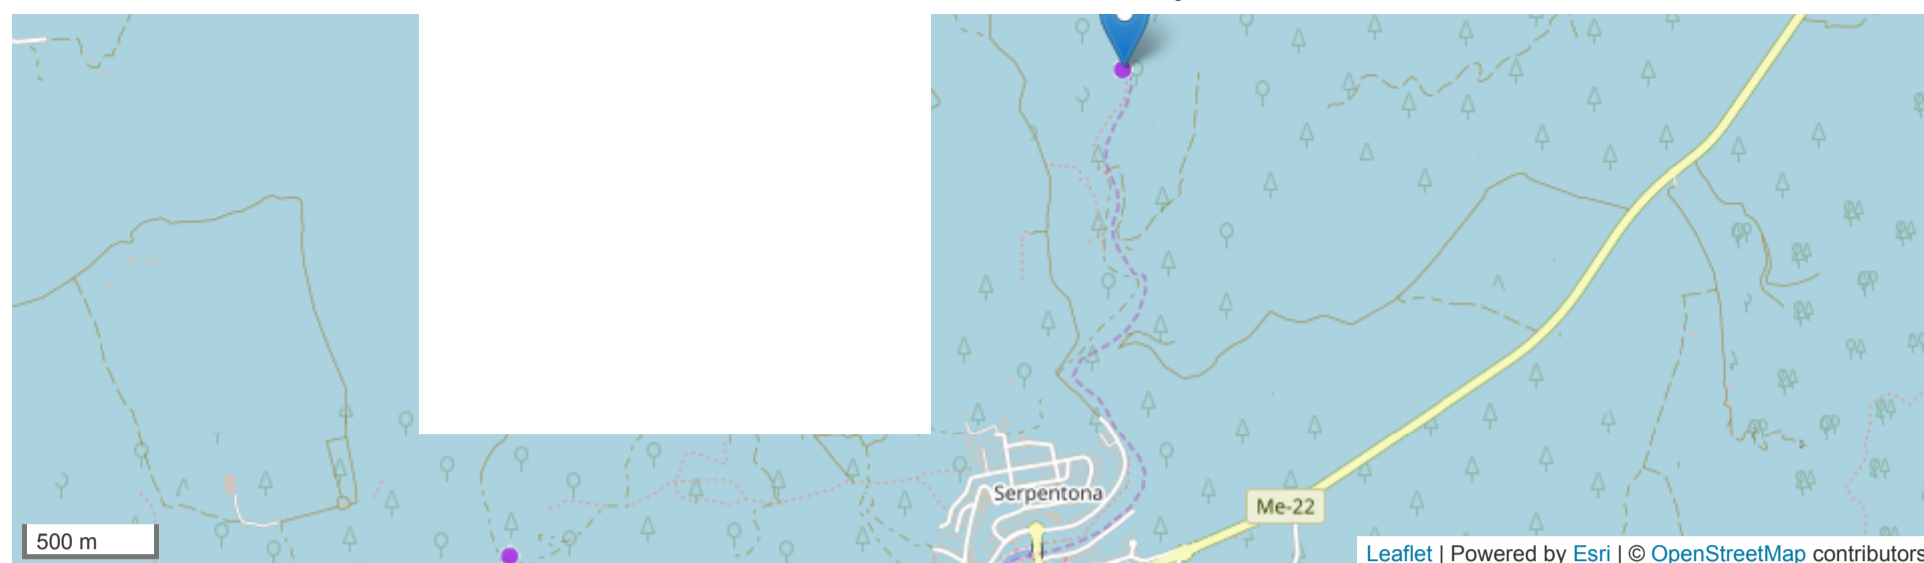 Serpentona
Me-22
500 m
Leaflet | Powered by Esri | © OpenStreetMap contributors